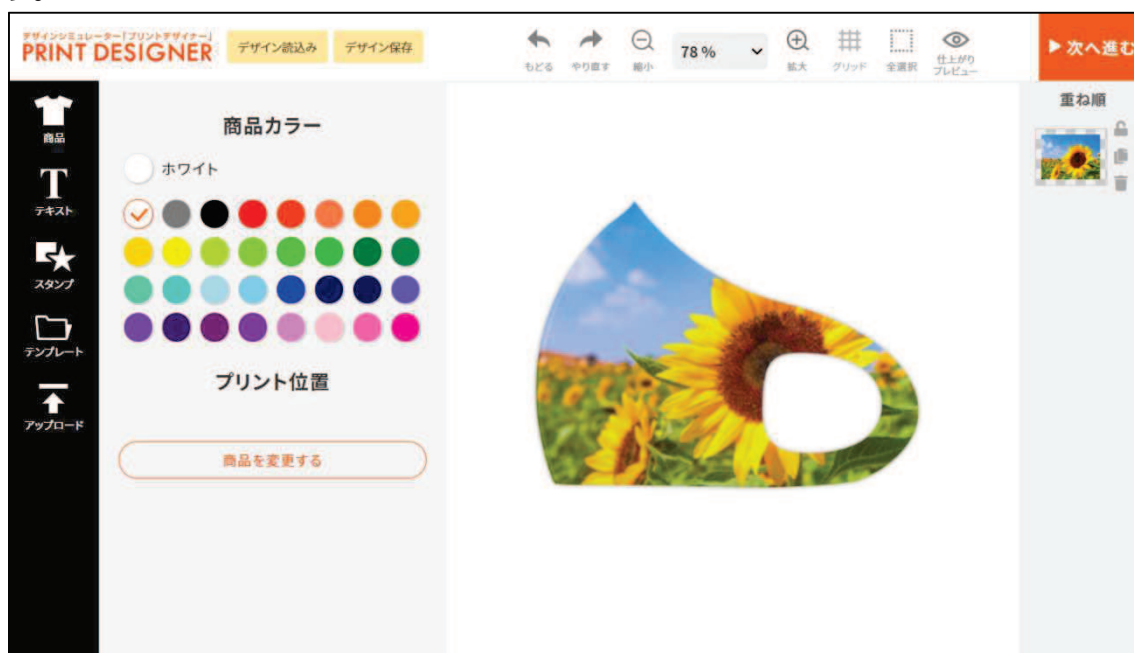 デザインシミュレーター「プリントデザイナー」
PRINT DESIGNER
デザイン読込み
デザイン保存
もどる
やり直す
縮小
78 %
拡大
グリッド
全選択
仕上がり
プレビュー
▶次へ進む
商品
テキスト
スタンプ
テンプレート
アップロード
商品カラー
ホワイト
プリント位置
商品を変更する
重ね順